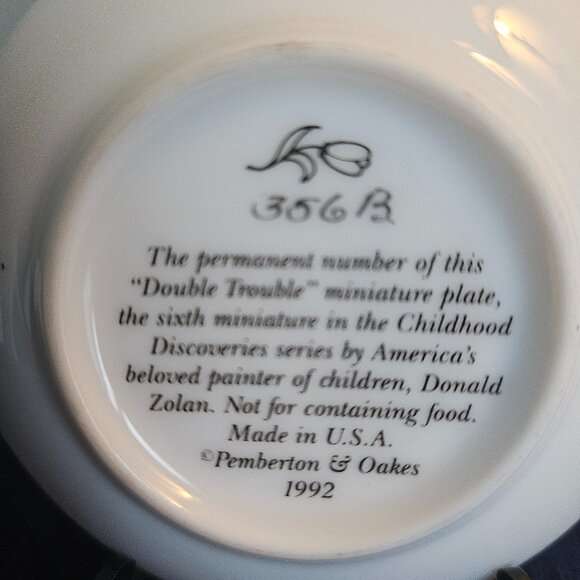 356B
The permanent number of this
"Double Trouble" miniature plate,
the sixth miniature in the Childhood
Discoveries series by America's
beloved painter of children, Donald
Zolan. Not for containing food.
Made in U.S.A.
©Pemberton & Oakes
1992